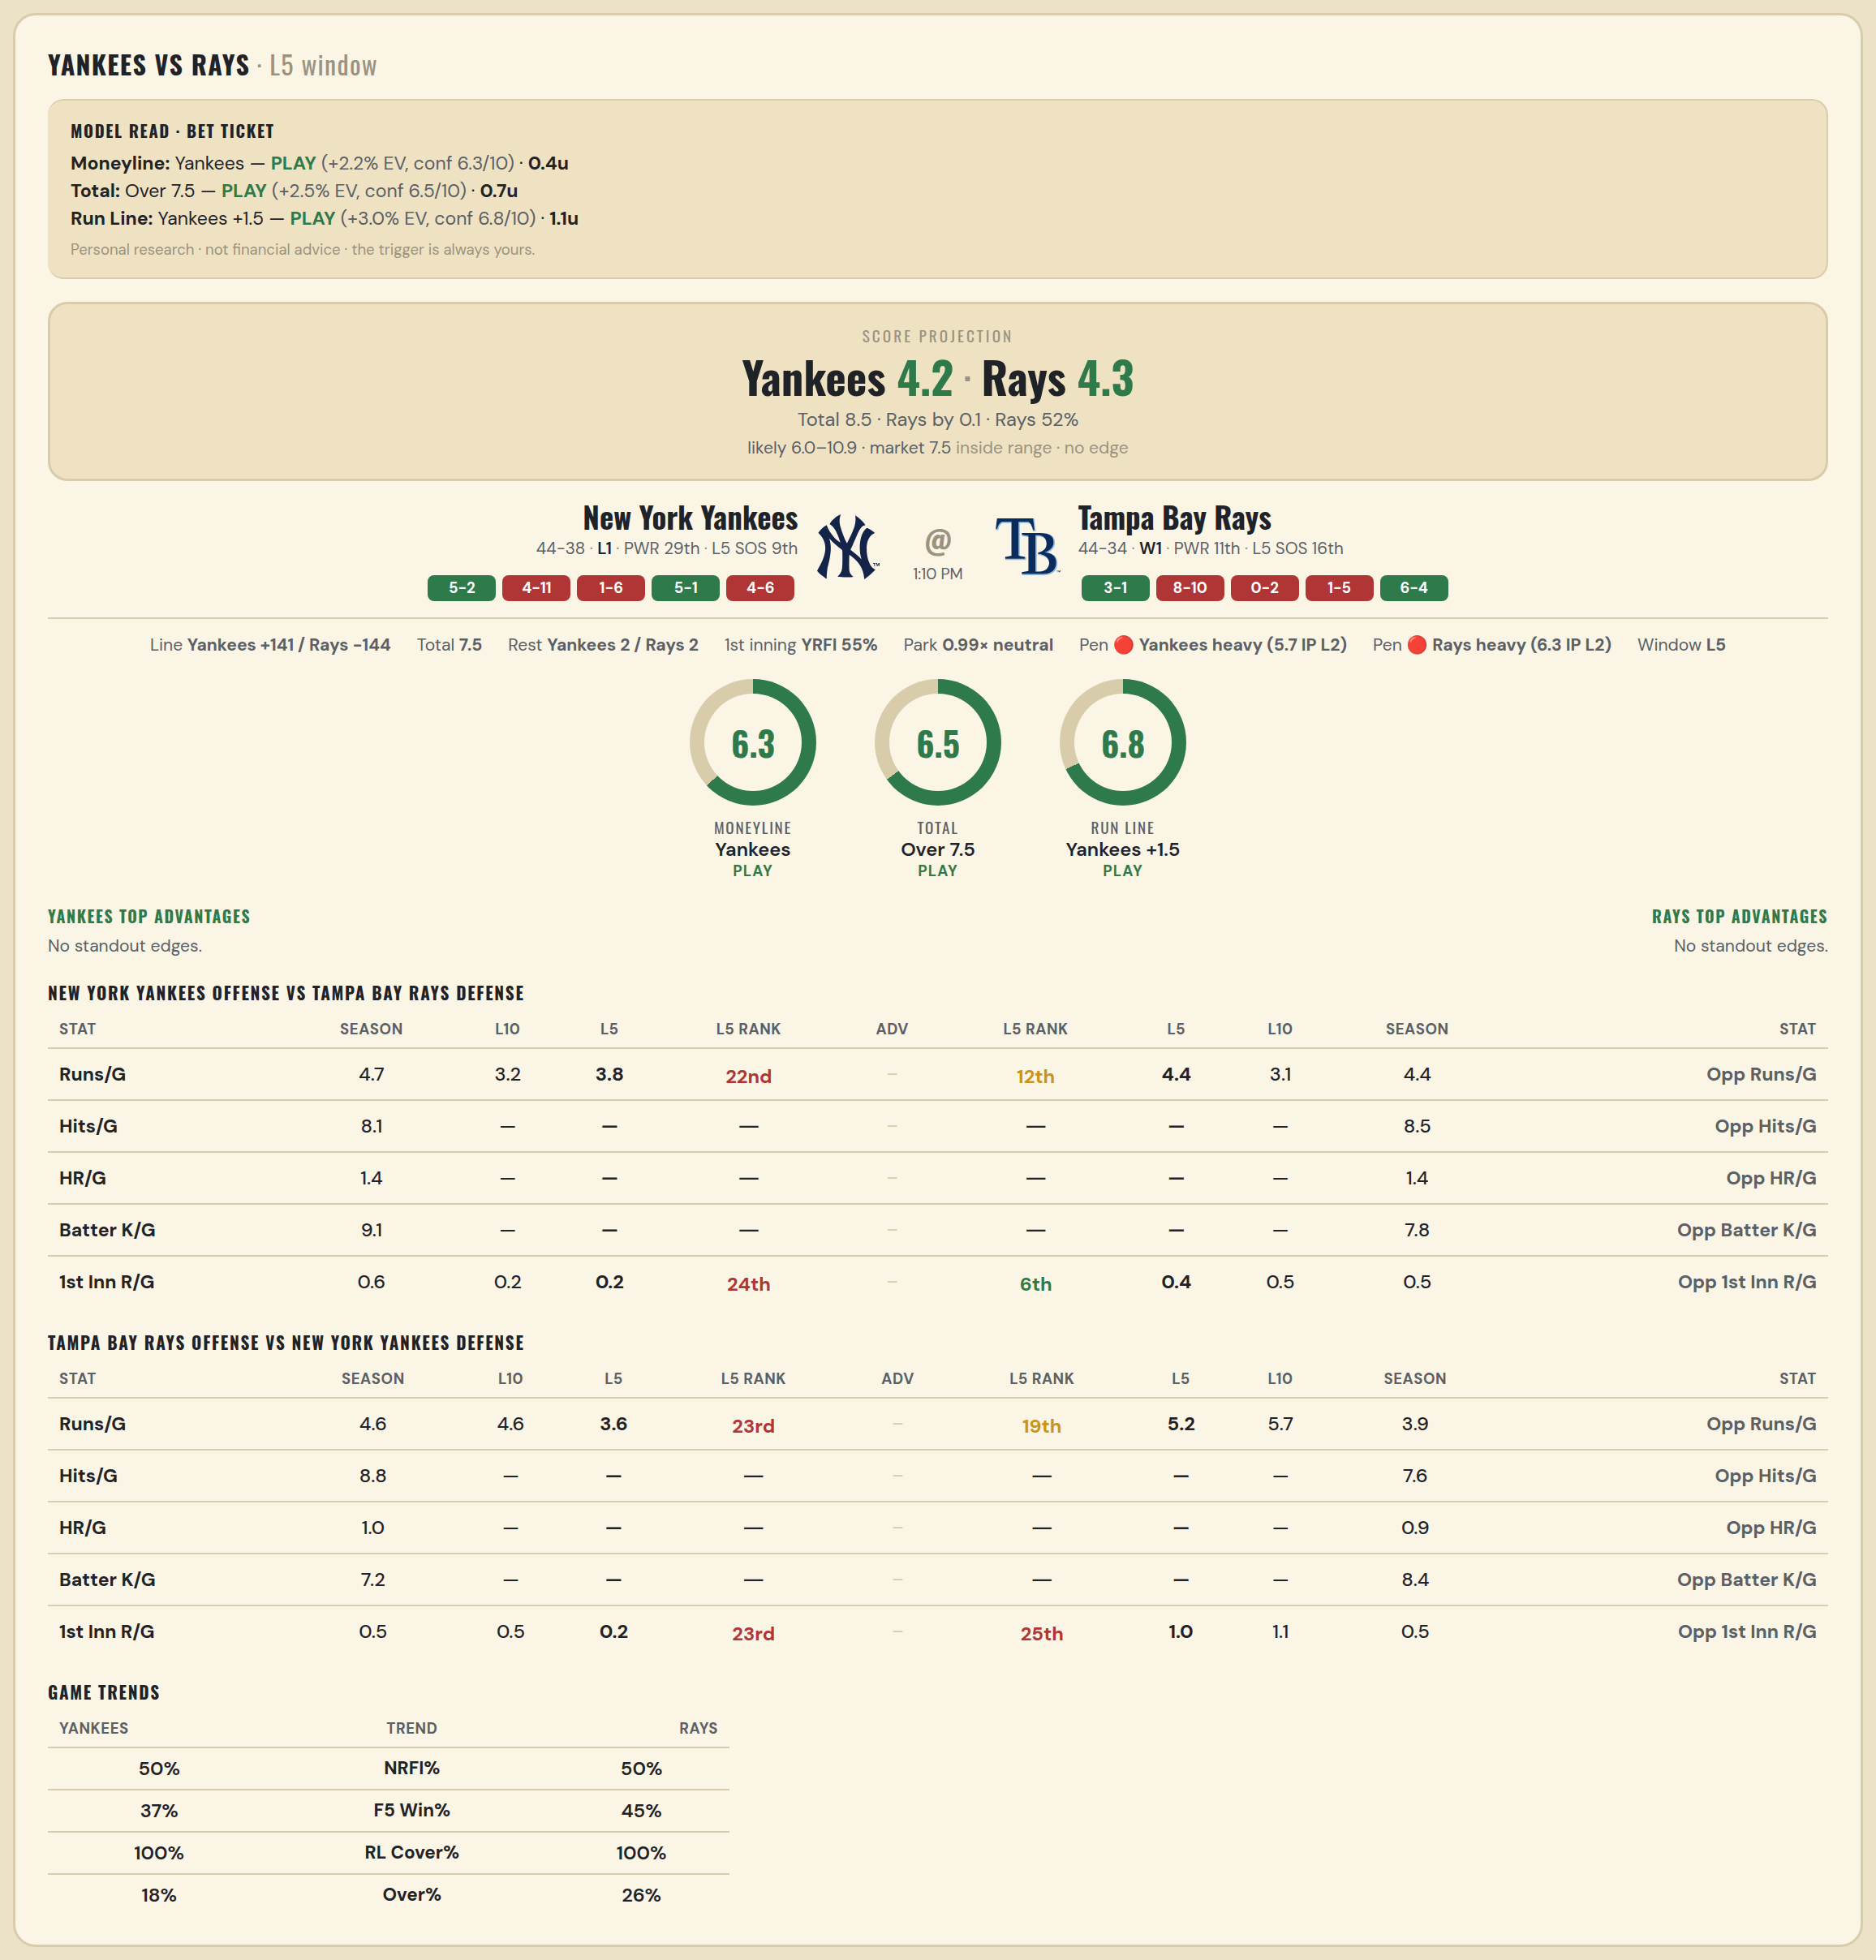 YANKEES VS RAYS · L5 window
MODEL READ · BET TICKET
Moneyline: Yankees — PLAY (+2.2% EV, conf 6.3/10) · 0.4u
Total: Over 7.5 — PLAY (+2.5% EV, conf 6.5/10) · 0.7u
Run Line: Yankees +1.5 — PLAY (+3.0% EV, conf 6.8/10) · 1.1u
Personal research · not financial advice · the trigger is always yours.
SCORE PROJECTION
Yankees 4.2 · Rays 4.3
Total 8.5 · Rays by 0.1 · Rays 52%
likely 6.0–10.9 · market 7.5 inside range · no edge
New York Yankees
44-38 · L1 · PWR 29th · L5 SOS 9th
5-2 4-11 1-6 5-1 4-6
NY ™
@
1:10 PM
TB
Tampa Bay Rays
44-34 · W1 · PWR 11th · L5 SOS 16th
3-1 8-10 0-2 1-5 6-4
Line Yankees +141 / Rays -144 Total 7.5 Rest Yankees 2 / Rays 2 1st inning YRFI 55% Park 0.99× neutral Pen 🔴 Yankees heavy (5.7 IP L2) Pen 🔴 Rays heavy (6.3 IP L2) Window L5
6.3 6.5 6.8
MONEYLINE TOTAL RUN LINE
Yankees Over 7.5 Yankees +1.5
PLAY PLAY PLAY
YANKEES TOP ADVANTAGES RAYS TOP ADVANTAGES
No standout edges. No standout edges.
NEW YORK YANKEES OFFENSE VS TAMPA BAY RAYS DEFENSE
STAT SEASON L10 L5 L5 RANK ADV L5 RANK L5 L10 SEASON STAT
Runs/G 4.7 3.2 3.8 22nd – 12th 4.4 3.1 4.4 Opp Runs/G
Hits/G 8.1 — — — – — — — 8.5 Opp Hits/G
HR/G 1.4 — — — – — — — 1.4 Opp HR/G
Batter K/G 9.1 — — — – — — — 7.8 Opp Batter K/G
1st Inn R/G 0.6 0.2 0.2 24th – 6th 0.4 0.5 0.5 Opp 1st Inn R/G
TAMPA BAY RAYS OFFENSE VS NEW YORK YANKEES DEFENSE
STAT SEASON L10 L5 L5 RANK ADV L5 RANK L5 L10 SEASON STAT
Runs/G 4.6 4.6 3.6 23rd – 19th 5.2 5.7 3.9 Opp Runs/G
Hits/G 8.8 — — — – — — — 7.6 Opp Hits/G
HR/G 1.0 — — — – — — — 0.9 Opp HR/G
Batter K/G 7.2 — — — – — — — 8.4 Opp Batter K/G
1st Inn R/G 0.5 0.5 0.2 23rd – 25th 1.0 1.1 0.5 Opp 1st Inn R/G
GAME TRENDS
YANKEES TREND RAYS
50% NRFI% 50%
37% F5 Win% 45%
100% RL Cover% 100%
18% Over% 26%